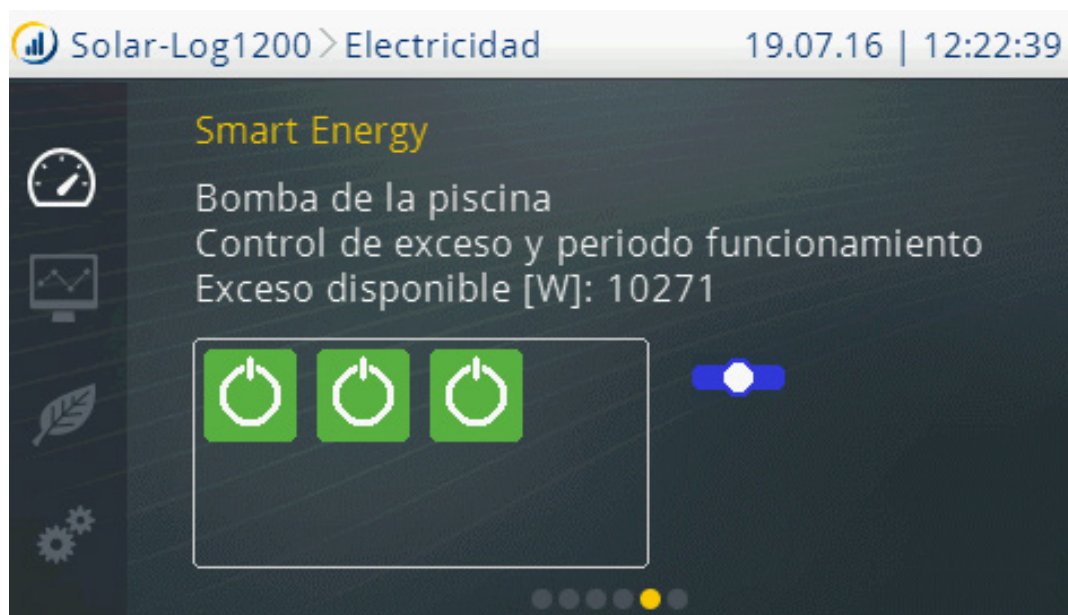 Solar-Log1200 > Electricidad 19.07.16 | 12:22:39
Smart Energy
Bomba de la piscina
Control de exceso y periodo funcionamiento
Exceso disponible [W]: 10271